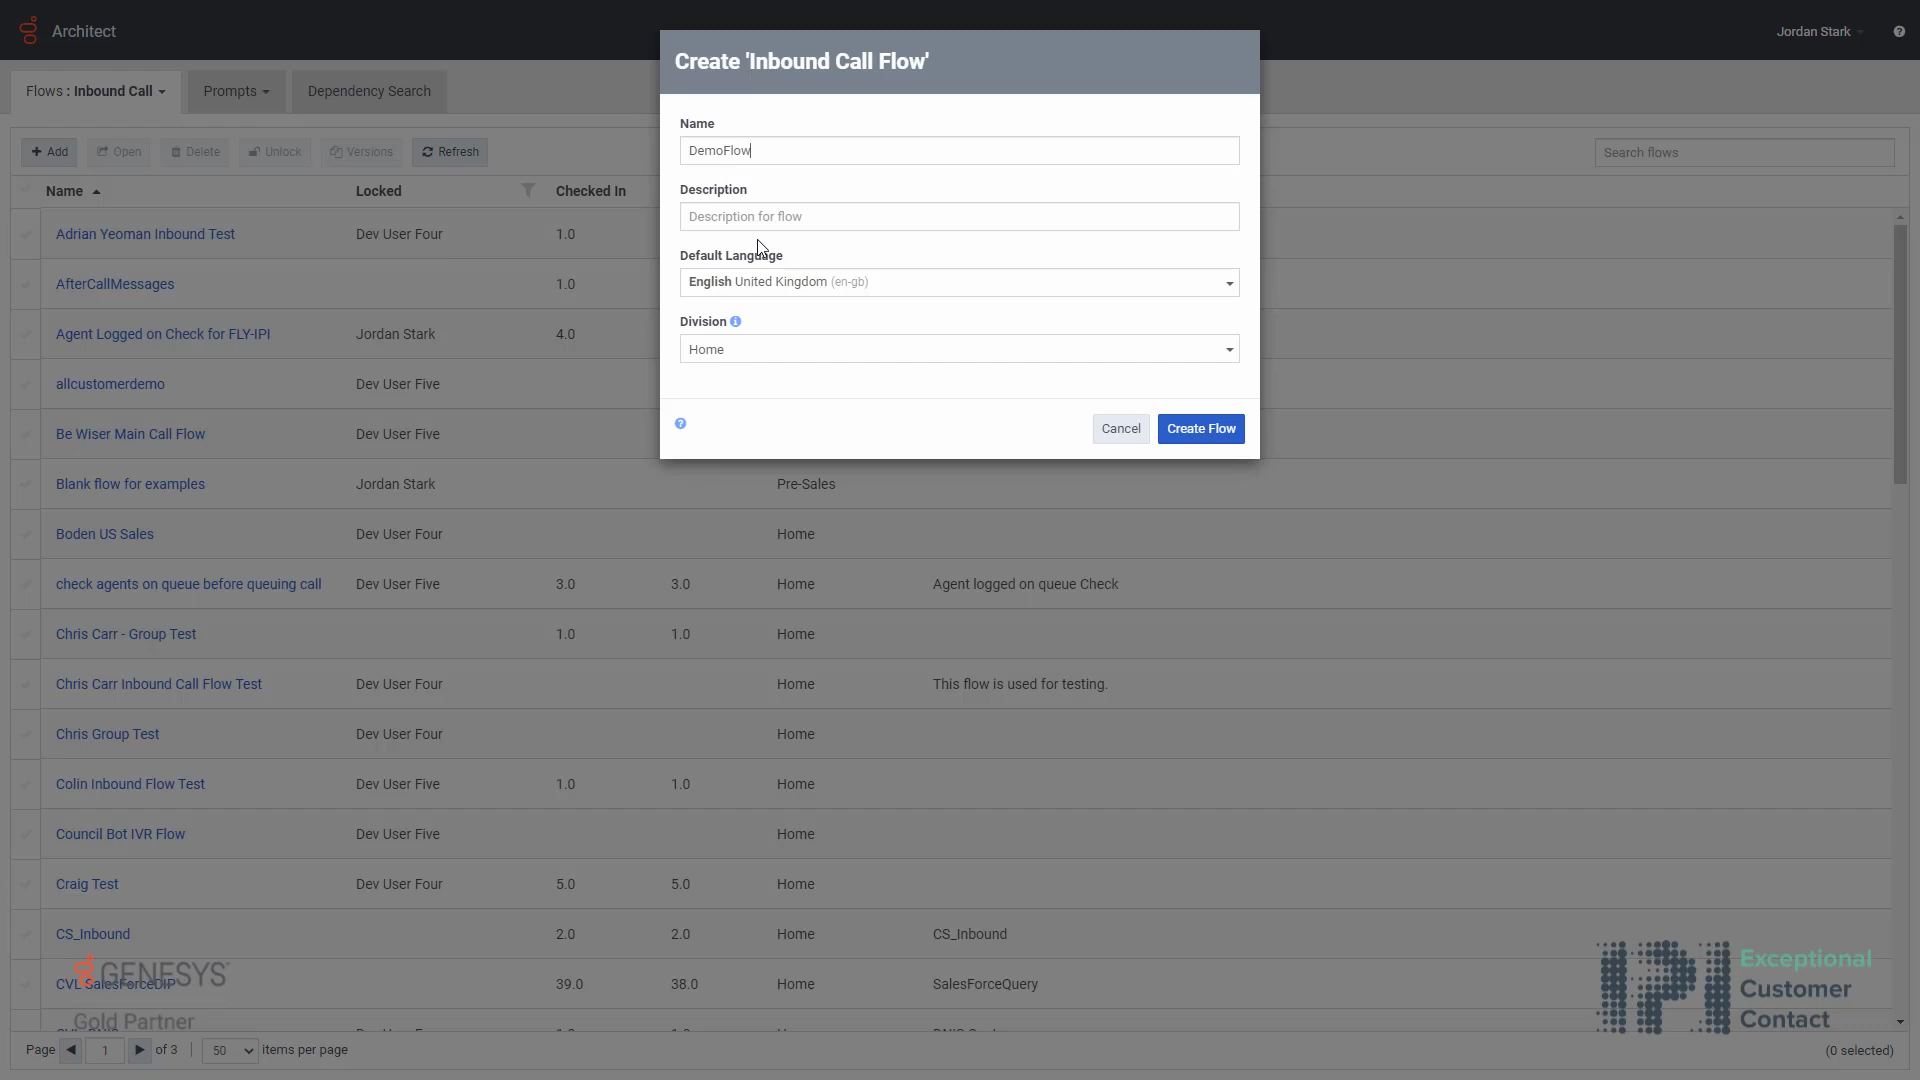 Architect
Jordan Stark
Flows : Inbound Call
Prompts
Dependency Search
Create 'Inbound Call Flow'
Name
DemoFlow
Description
Description for flow
Default Language
English United Kingdom (en-gb)
Division
Home
Cancel
Create Flow
+ Add
Open
Delete
Unlock
Versions
Refresh
Search flows
Name
Locked
Checked In
Adrian Yeoman Inbound Test Dev User Four 1.0
AfterCallMessages 1.0
Agent Logged on Check for FLY-IPI Jordan Stark 4.0
allcustomerdemo Dev User Five
Be Wiser Main Call Flow Dev User Five
Blank flow for examples Jordan Stark Pre-Sales
Boden US Sales Dev User Four Home
check agents on queue before queuing call Dev User Five 3.0 3.0 Home Agent logged on queue Check
Chris Carr - Group Test 1.0 1.0 Home
Chris Carr Inbound Call Flow Test Dev User Four Home This flow is used for testing.
Chris Group Test Dev User Four Home
Colin Inbound Flow Test Dev User Five 1.0 1.0 Home
Council Bot IVR Flow Dev User Five Home
Craig Test Dev User Four 5.0 5.0 Home
CS_Inbound 2.0 2.0 Home CS_Inbound
CVL SalesForceDIP 39.0 38.0 Home SalesForceQuery
GENESYS
Gold Partner
IPI
Exceptional
Customer
Contact
Page 1 of 3 50 items per page
(0 selected)